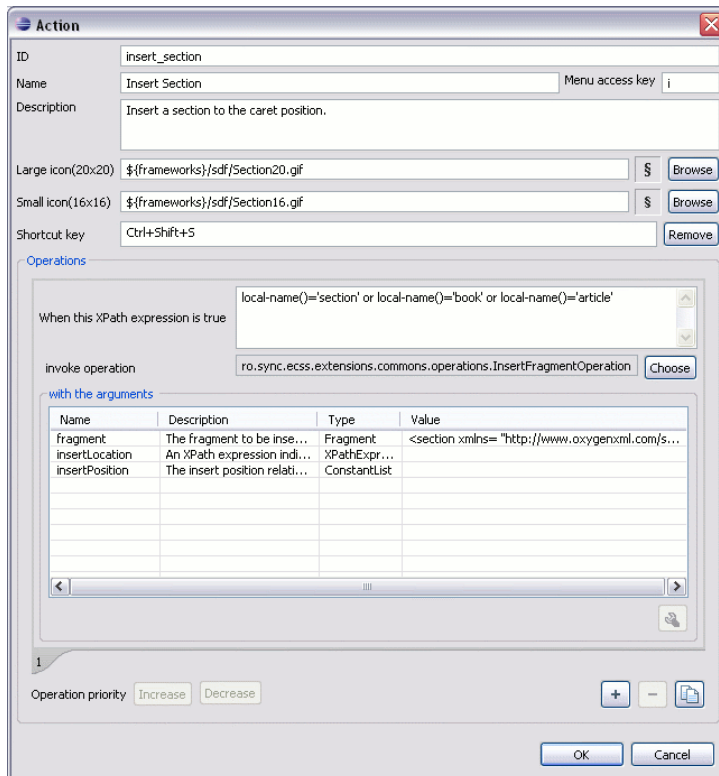 Action
ID insert_section
Name Insert Section Menu access key i
Description Insert a section to the caret position.
Large icon(20x20) ${frameworks}/sdf/Section20.gif § Browse
Small icon(16x16) ${frameworks}/sdf/Section16.gif § Browse
Shortcut key Ctrl+Shift+S Remove
Operations
local-name()='section' or local-name()='book' or local-name()='article'
When this XPath expression is true
invoke operation ro.sync.ecss.extensions.commons.operations.InsertFragmentOperation Choose
with the arguments
Name Description Type Value
fragment The fragment to be inse... Fragment <section xmlns= "http://www.oxygenxml.com/s...
insertLocation An XPath expression indi... XPathExpr...
insertPosition The insert position relati... ConstantList
1
Operation priority Increase Decrease + −
OK Cancel